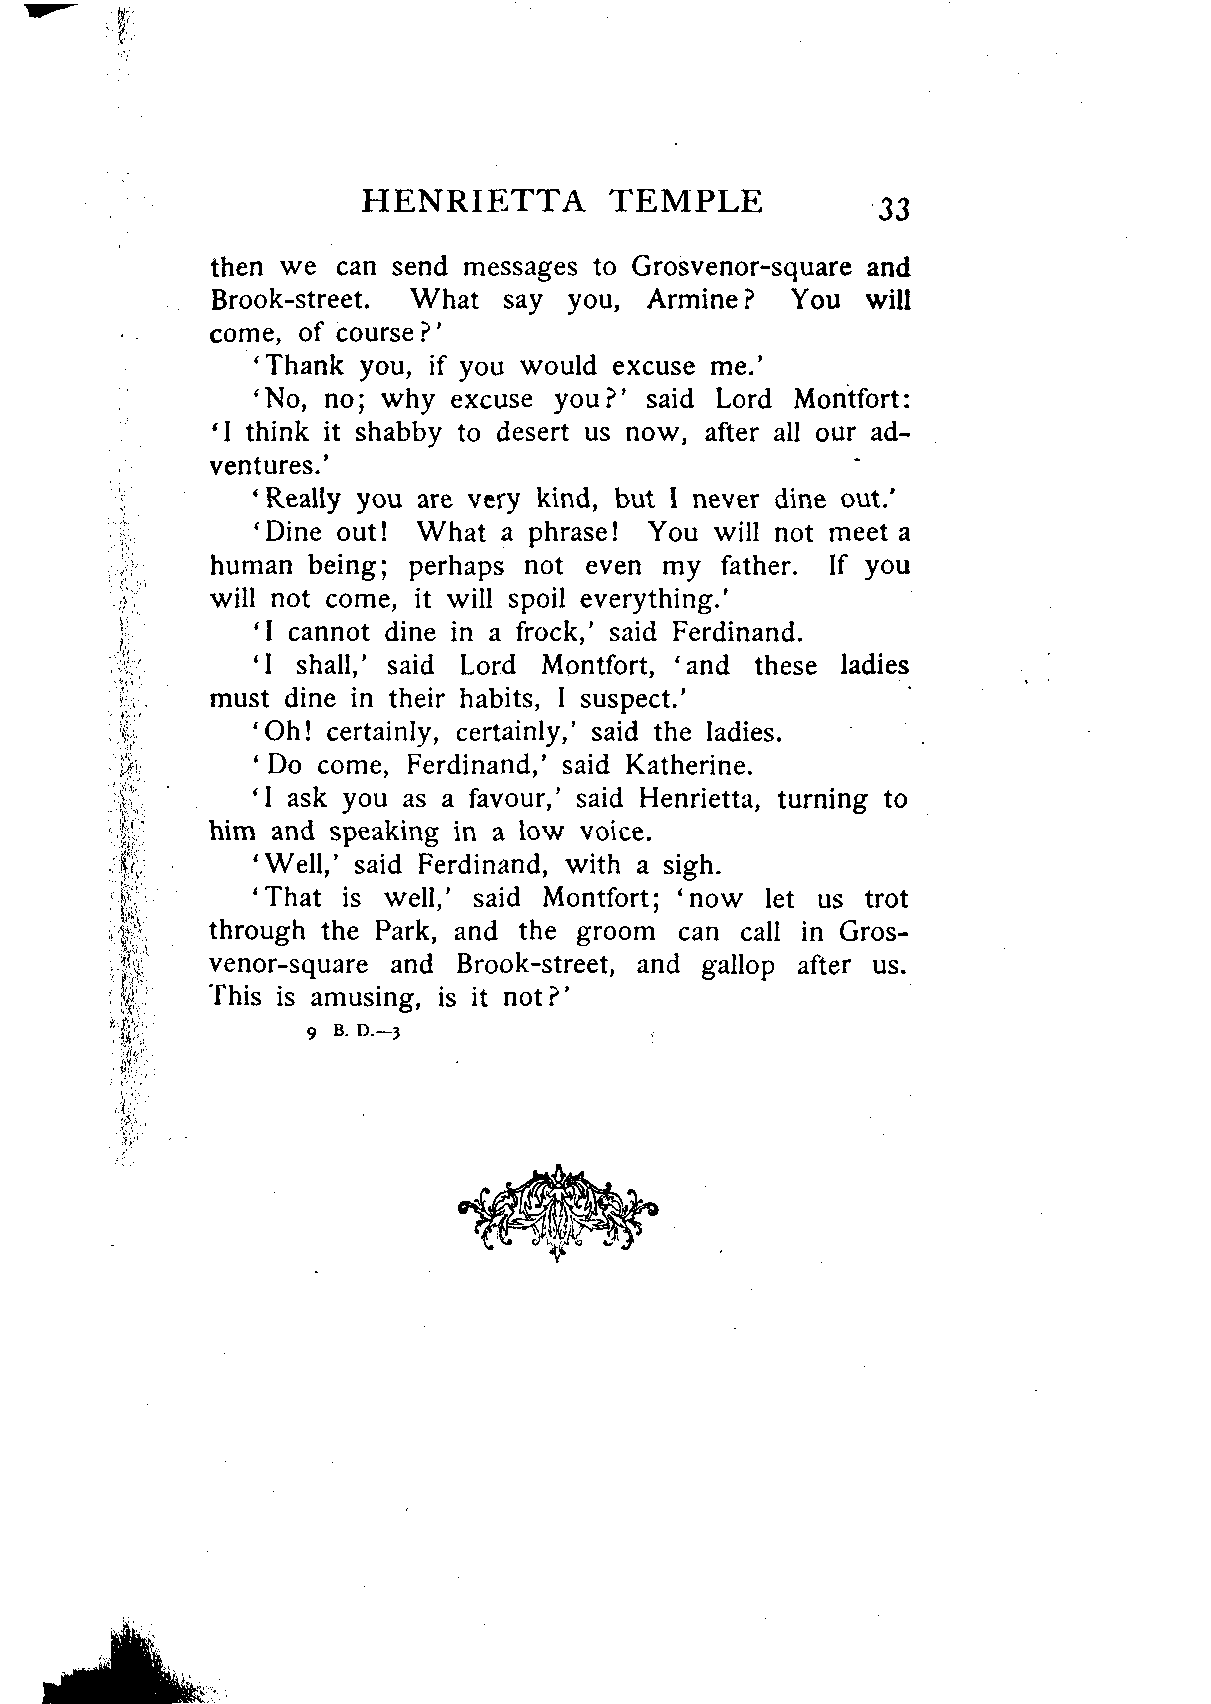 HENRIETTA TEMPLE 33
then we can send messages to Grosvenor-square and
Brook-street. What say you, Armine? You will
come, of course?'
'Thank you, if you would excuse me.'
'No, no; why excuse you?' said Lord Montfort:
'I think it shabby to desert us now, after all our ad-
ventures.'
'Really you are very kind, but I never dine out.'
'Dine out! What a phrase! You will not meet a
human being; perhaps not even my father. If you
will not come, it will spoil everything.'
'I cannot dine in a frock,' said Ferdinand.
'I shall,' said Lord Montfort, 'and these ladies
must dine in their habits, I suspect.'
'Oh! certainly, certainly,' said the ladies.
'Do come, Ferdinand,' said Katherine.
'I ask you as a favour,' said Henrietta, turning to
him and speaking in a low voice.
'Well,' said Ferdinand, with a sigh.
'That is well,' said Montfort; 'now let us trot
through the Park, and the groom can call in Gros-
venor-square and Brook-street, and gallop after us.
This is amusing, is it not?'
9 B. D.—3